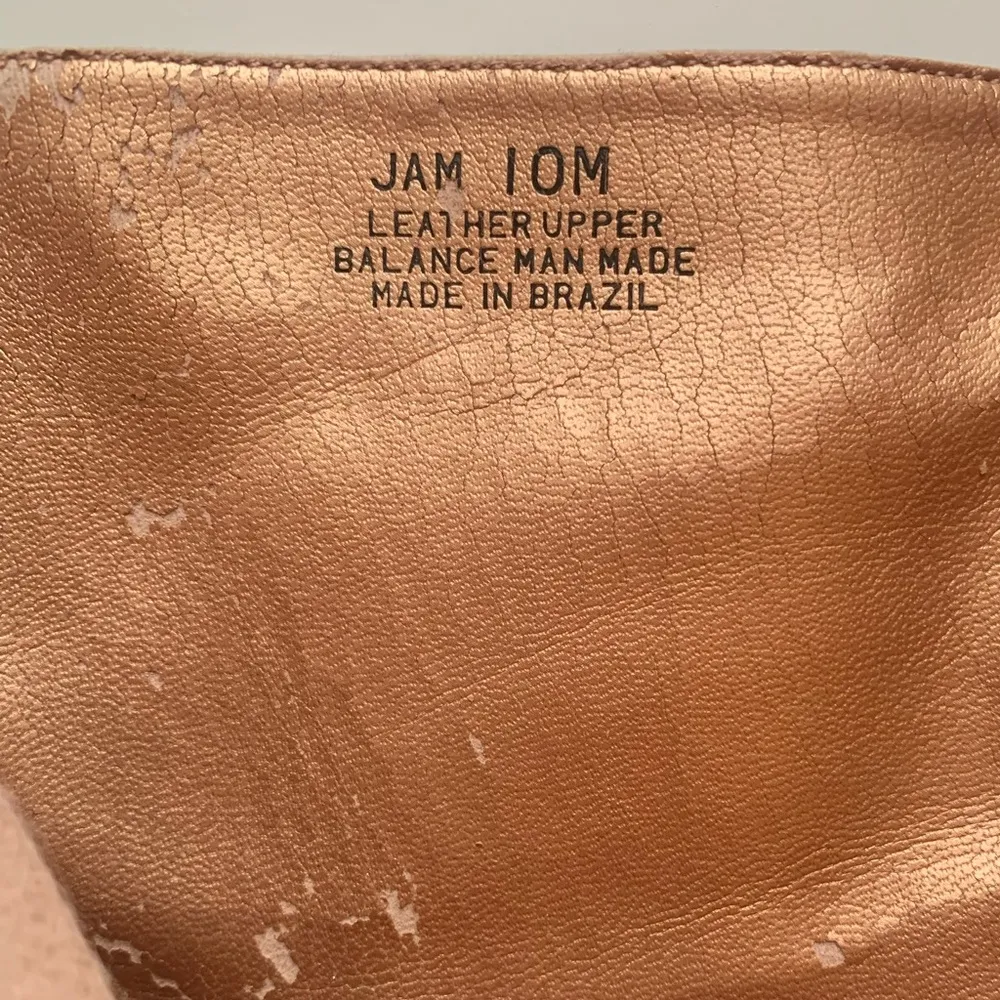 JAM 10M
LEATHER UPPER
BALANCE MAN MADE
MADE IN BRAZIL